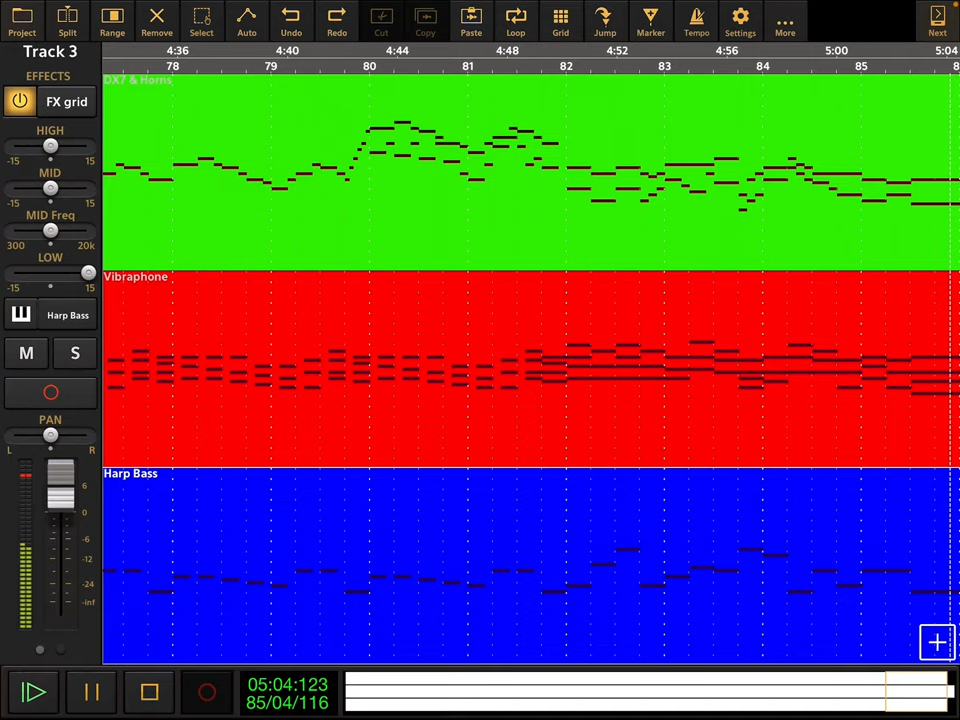 Project Split Range Remove Select Auto Undo Redo Cut Copy Paste Loop Grid Jump Marker Tempo Settings More Next
Track 3
4:36 4:40 4:44 4:48 4:52 4:56 5:00 5:04
78 79 80 81 82 83 84 85 8
EFFECTS
FX grid
HIGH
-15 15
MID
-15 15
MID Freq
300 20k
LOW
-15 15
Harp Bass
M S
PAN
L R
6
0
-6
-12
-24
-inf
DX7 & Horns
Vibraphone
Harp Bass
05:04:123
85/04/116